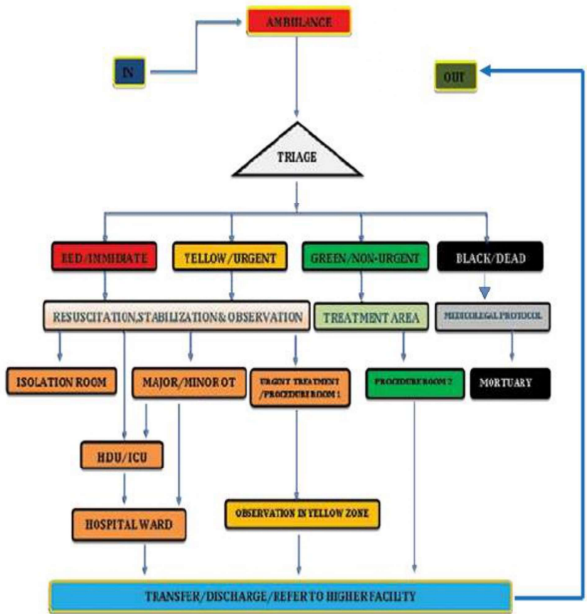 AMBULANCE
IN
OUT
TRIAGE
RED/IMMIDIATE
YELLOW/URGENT
GREEN/NON-URGENT
BLACK/DEAD
RESUSCITATION,STABILIZATION & OBSERVATION
TREATMENT AREA
MEDICOLEGAL PROTOCOL
ISOLATION ROOM
MAJOR/MINOR OT
URGENT TREATMENT
/PROCEDURE ROOM 1
PROCEDURE ROOM 2
MORTUARY
HDU/ICU
HOSPITAL WARD
OBSERVATION IN YELLOW ZONE
TRANSFER/DISCHARGE/REFER TO HIGHER FACILITY